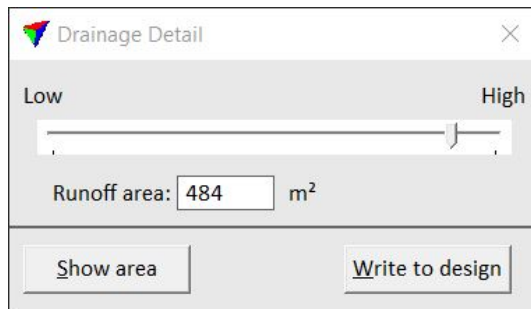 Drainage Detail
Low High
Runoff area: 484 m²
Show area Write to design